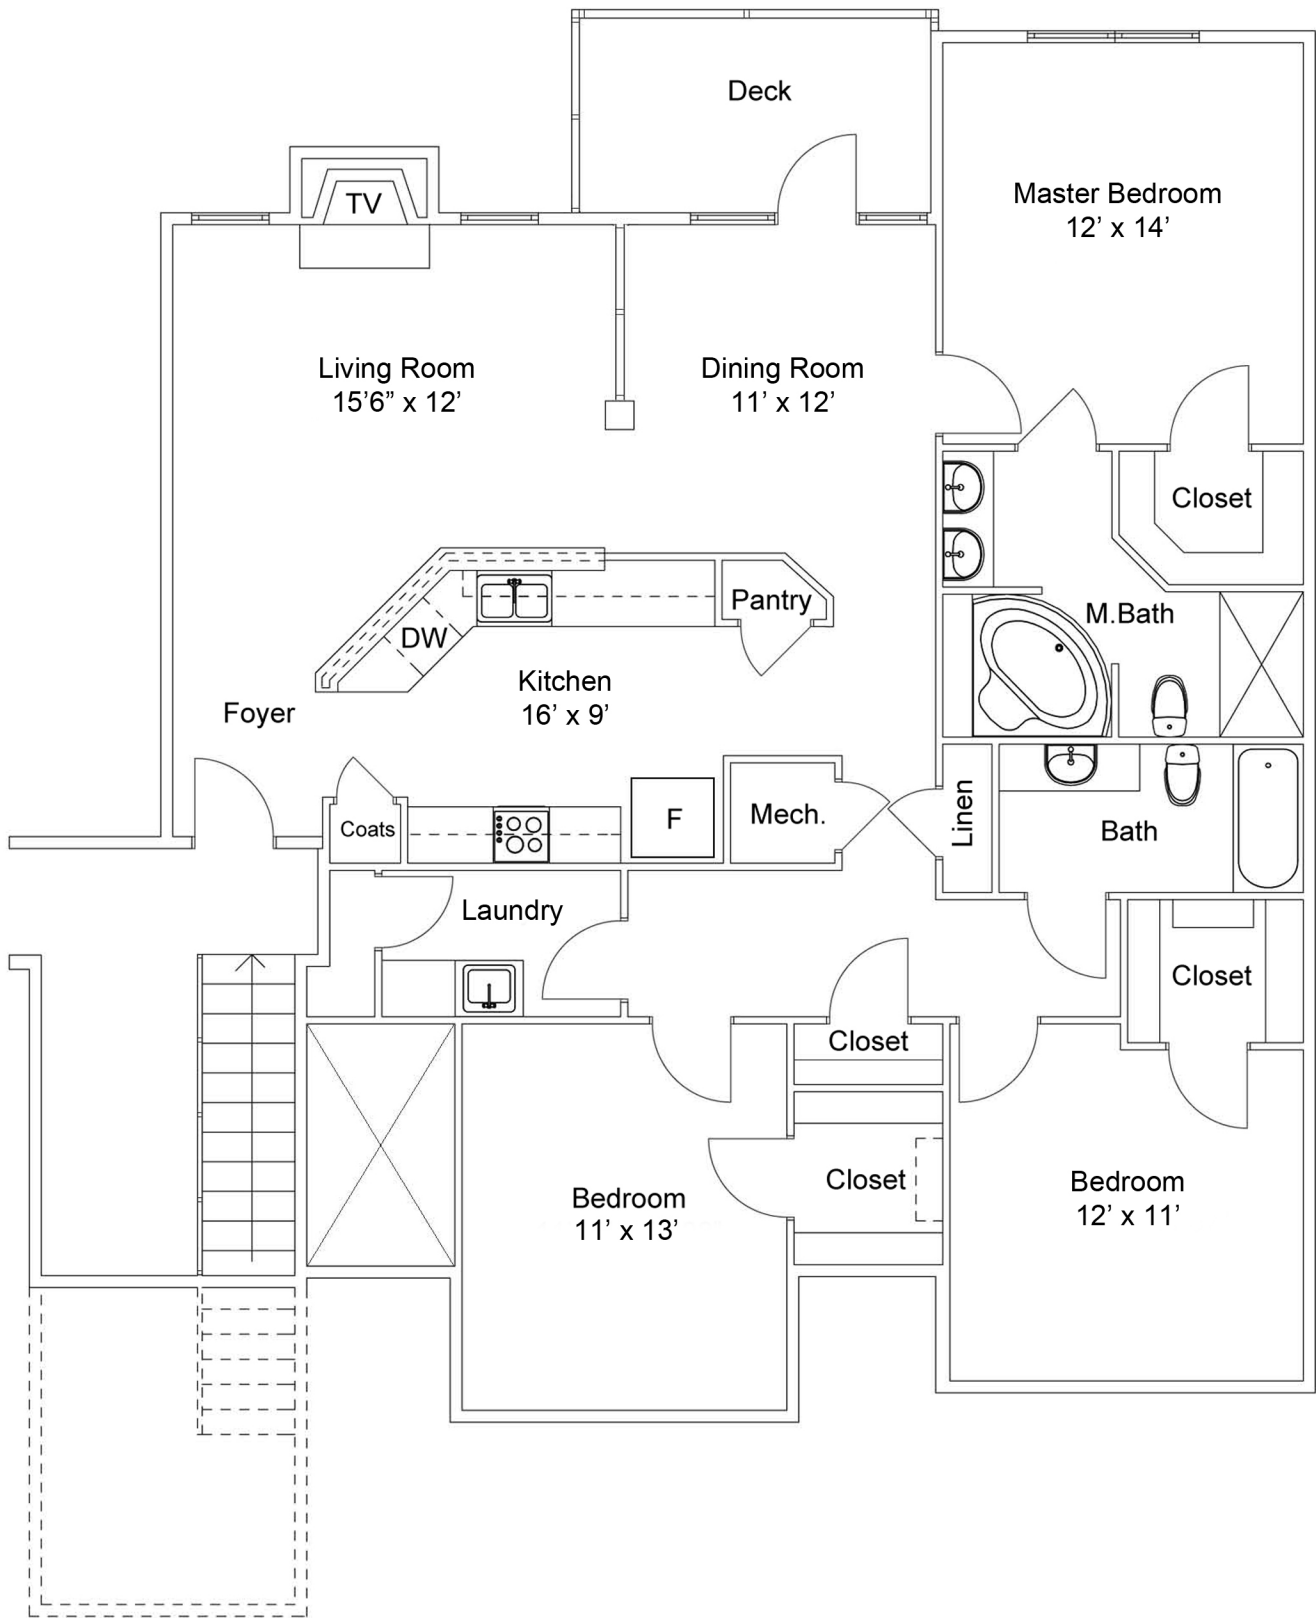 Deck
TV
Master Bedroom
12’ x 14’
Living Room
15’6” x 12’
Dining Room
11’ x 12’
Closet
Pantry
M.Bath
DW
Kitchen
16’ x 9’
Foyer
Coats
F
Mech.
Linen
Bath
Laundry
Closet
Closet
Closet
Bedroom
11’ x 13’
Bedroom
12’ x 11’